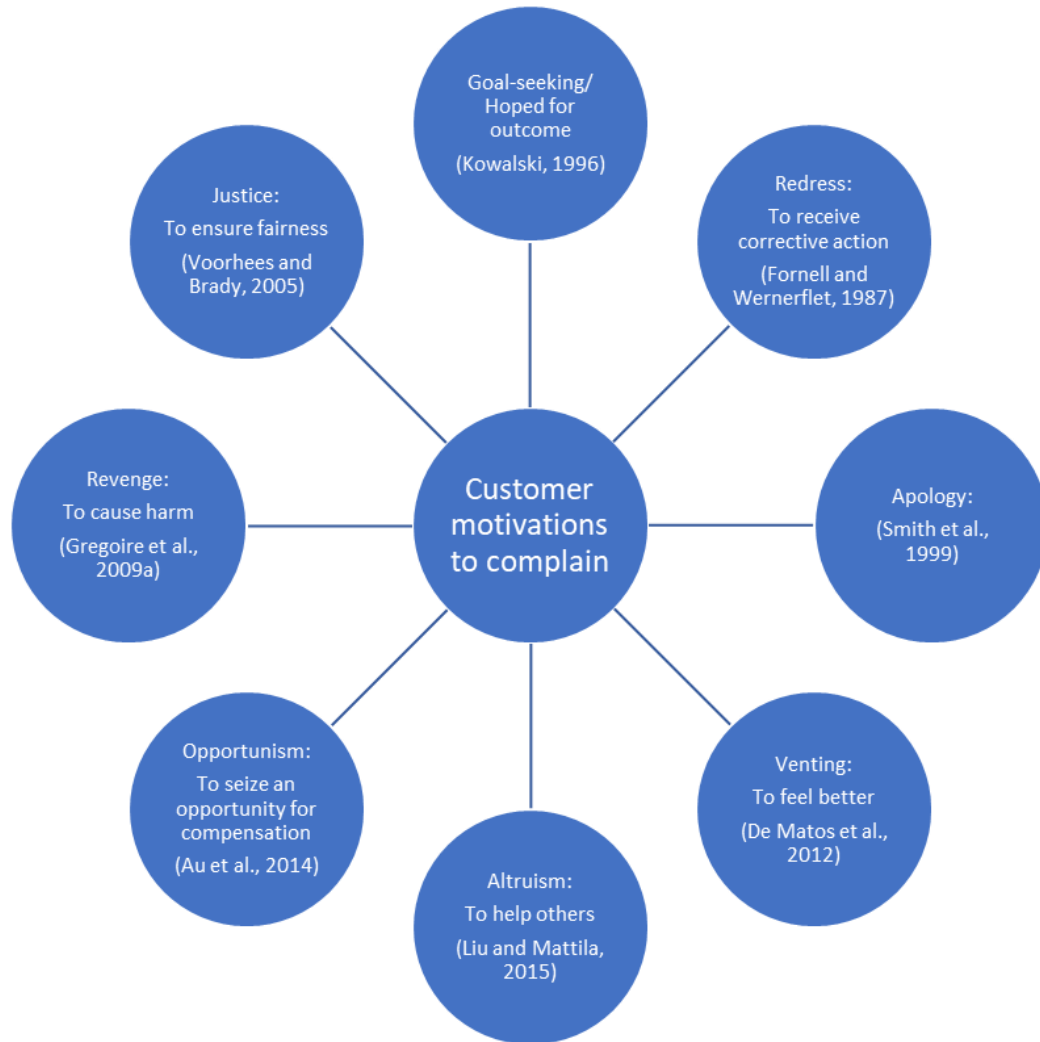 Goal-seeking/
Hoped for
outcome
(Kowalski, 1996)
Redress:
To receive
corrective action
(Fornell and
Wernerflet, 1987)
Apology:
(Smith et al.,
1999)
Venting:
To feel better
(De Matos et al.,
2012)
Altruism:
To help others
(Liu and Mattila,
2015)
Opportunism:
To seize an
opportunity for
compensation
(Au et al., 2014)
Revenge:
To cause harm
(Gregoire et al.,
2009a)
Justice:
To ensure fairness
(Voorhees and
Brady, 2005)
Customer
motivations
to complain